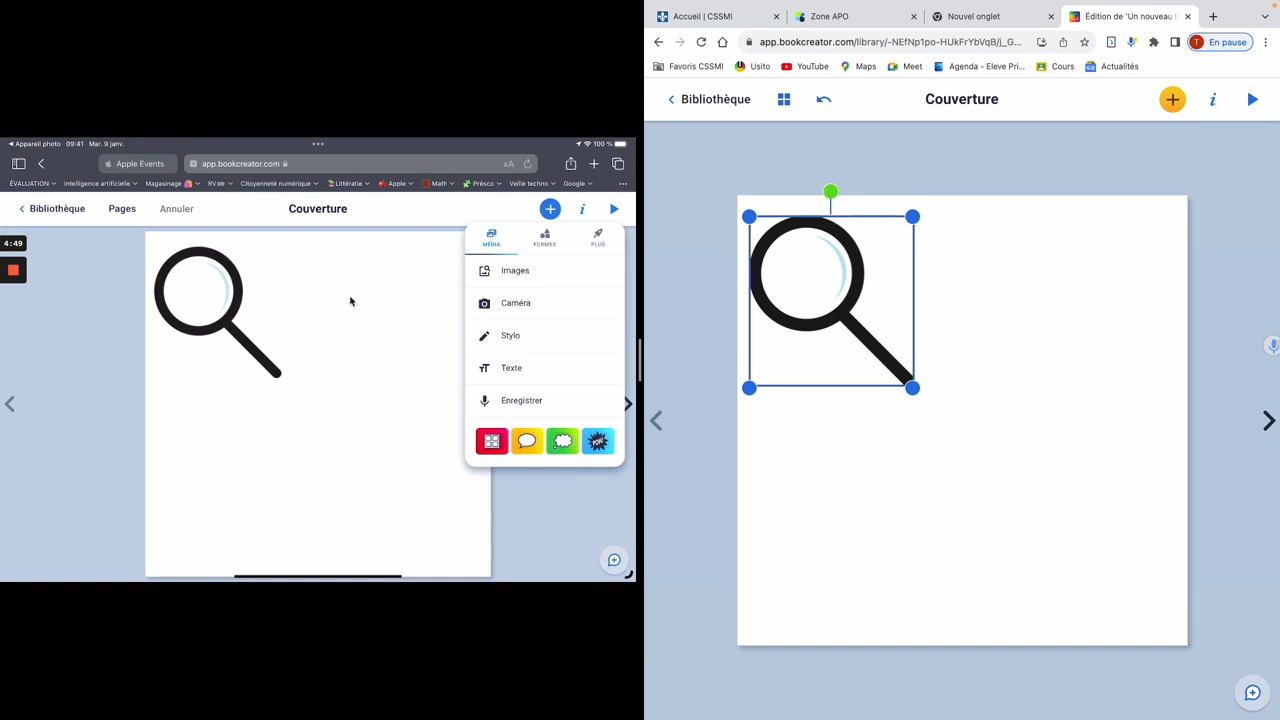 Appareil photo 09:41 Mar. 9 janv.
100 %
Apple Events
app.bookcreator.com
AA
ÉVALUATION
Intelligence artificielle
Magasinage
RV
Citoyenneté numérique
Littératie
Apple
Math
Présco
Veille techno
Google
Bibliothèque
Pages
Annuler
Couverture
4:49
MÉDIA
FORMES
PLUS
Images
Caméra
Stylo
Texte
Enregistrer
POW!
Accueil | CSSMI
Zone APO
Nouvel onglet
Édition de 'Un nouveau
app.bookcreator.com/library/-NEfNp1po-HUkFrYbVqB/j_G...
En pause
Favoris CSSMI
Usito
YouTube
Maps
Meet
Agenda - Eleve Pri...
Cours
Actualités
Bibliothèque
Couverture